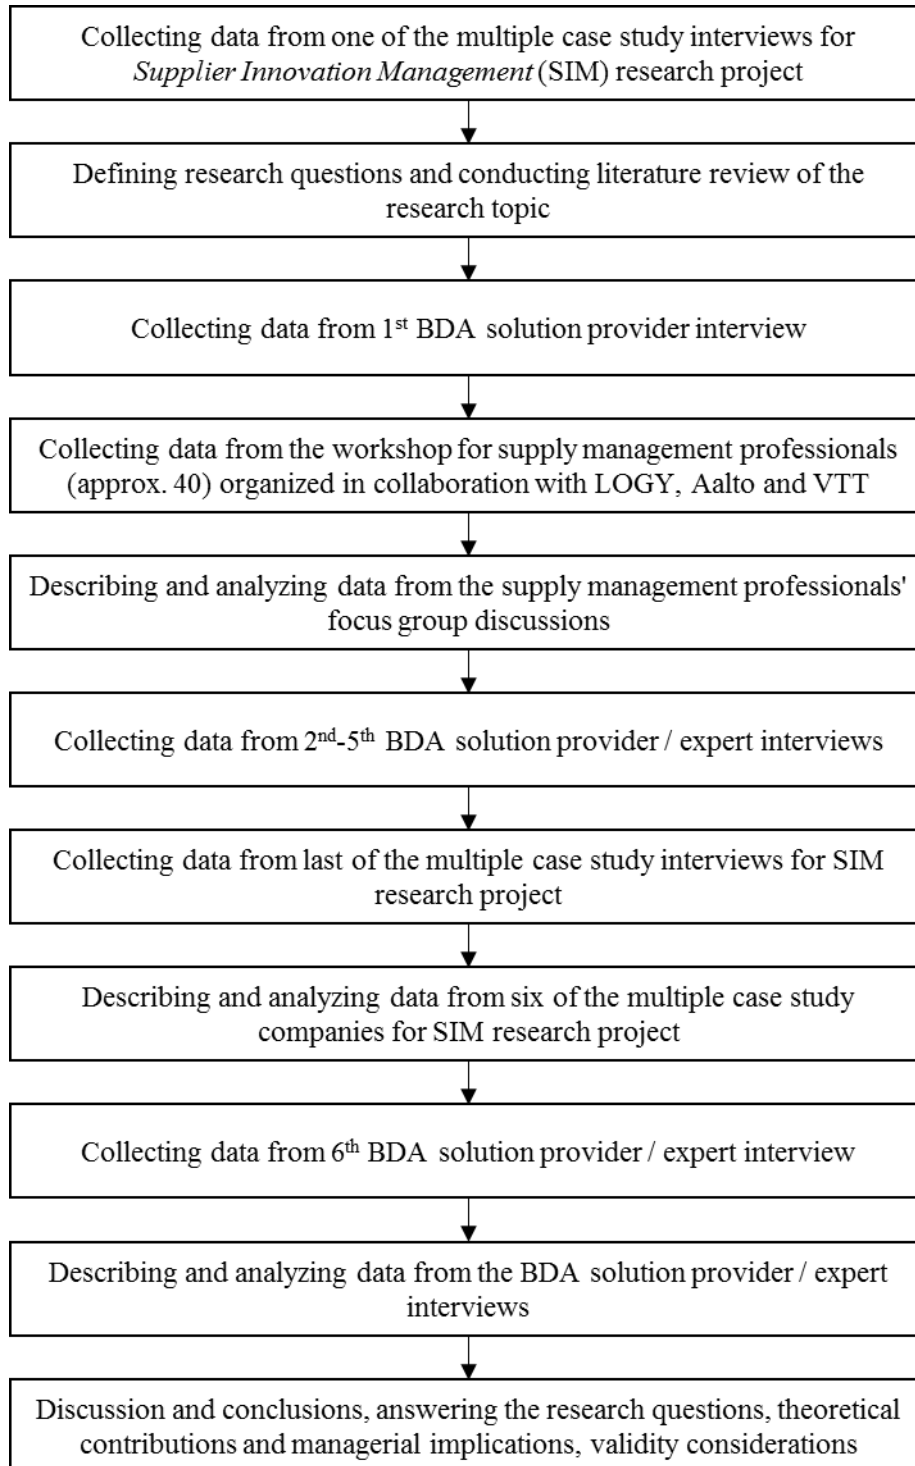 Collecting data from one of the multiple case study interviews for
Supplier Innovation Management (SIM) research project
Defining research questions and conducting literature review of the
research topic
Collecting data from 1st BDA solution provider interview
Collecting data from the workshop for supply management professionals
(approx. 40) organized in collaboration with LOGY, Aalto and VTT
Describing and analyzing data from the supply management professionals'
focus group discussions
Collecting data from 2nd-5th BDA solution provider / expert interviews
Collecting data from last of the multiple case study interviews for SIM
research project
Describing and analyzing data from six of the multiple case study
companies for SIM research project
Collecting data from 6th BDA solution provider / expert interview
Describing and analyzing data from the BDA solution provider / expert
interviews
Discussion and conclusions, answering the research questions, theoretical
contributions and managerial implications, validity considerations